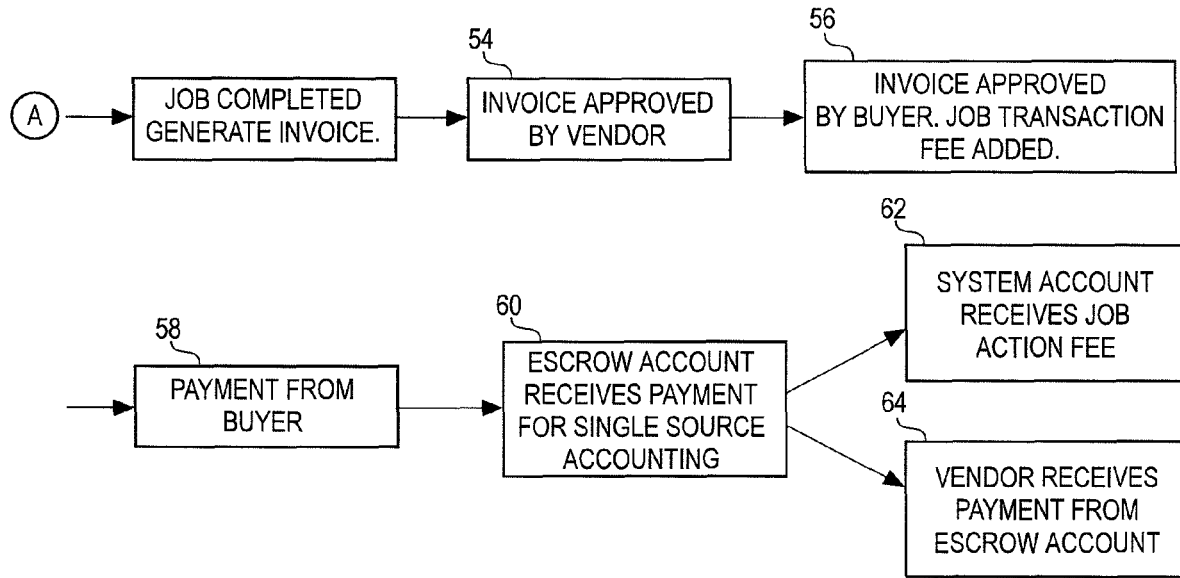 A
JOB COMPLETED
GENERATE INVOICE.
54
INVOICE APPROVED
BY VENDOR
56
INVOICE APPROVED
BY BUYER. JOB TRANSACTION
FEE ADDED.
58
PAYMENT FROM
BUYER
60
ESCROW ACCOUNT
RECEIVES PAYMENT
FOR SINGLE SOURCE
ACCOUNTING
62
SYSTEM ACCOUNT
RECEIVES JOB
ACTION FEE
64
VENDOR RECEIVES
PAYMENT FROM
ESCROW ACCOUNT